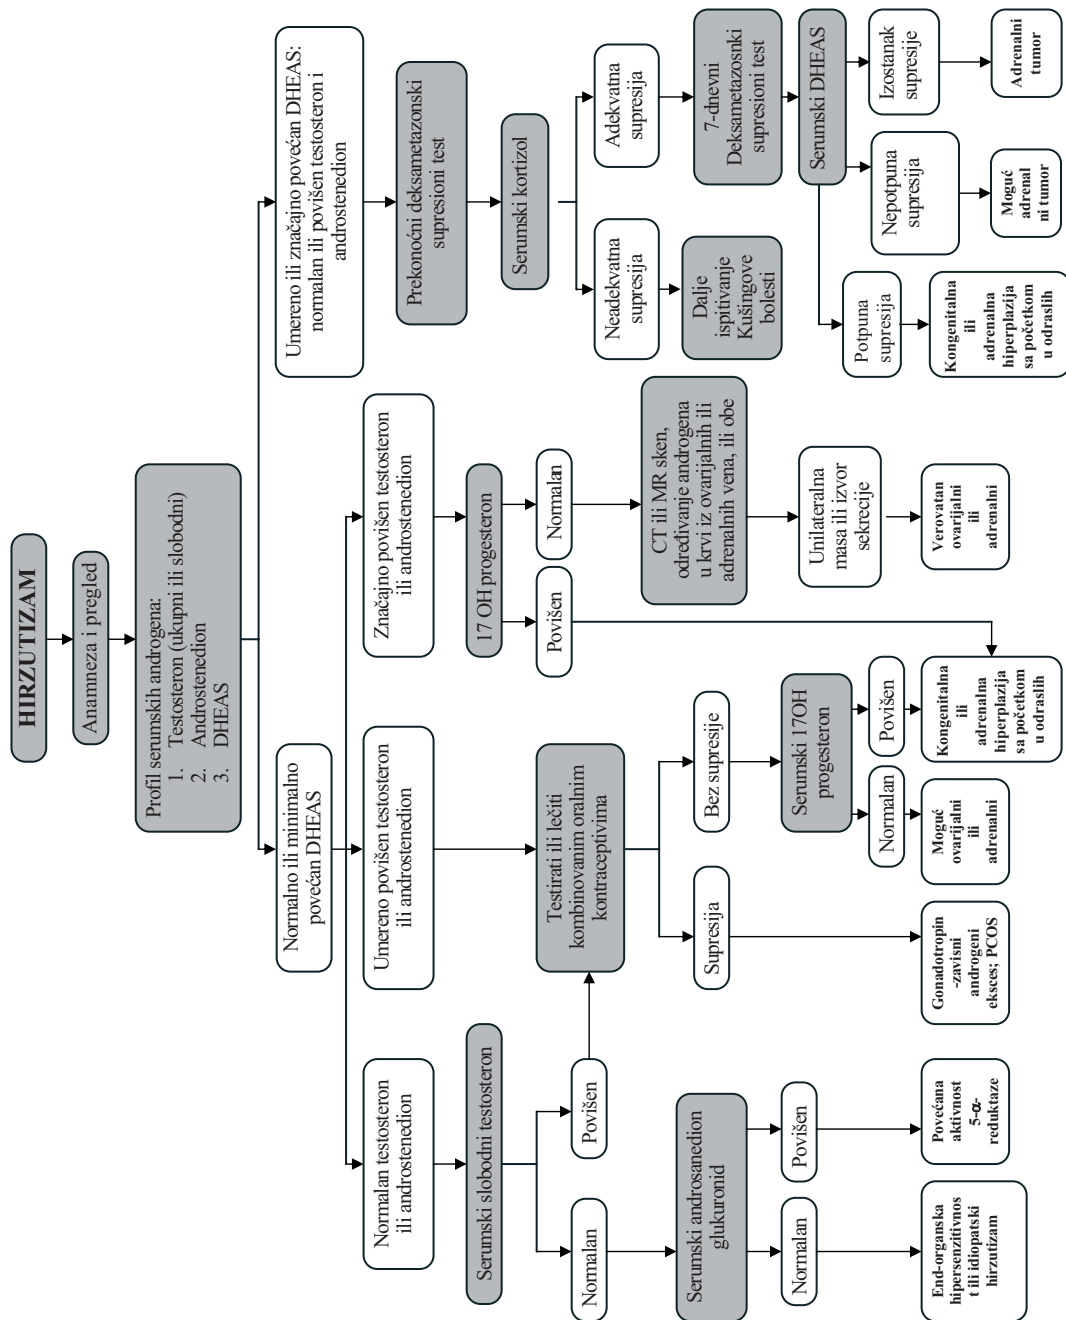 HIRZUTIZAM
Anamneza i pregled
Profil serumskih androgena:
1. Testosteron (ukupni ili slobodni)
2. Androstenedion
3. DHEAS
Normalno ili minimalno
povećan DHEAS
Umereno ili značajno povećan DHEAS:
normalan ili povišen testosteron i
androstenedion
Normalan testosteron
ili androstenedion
Umereno povišen testosteron
ili androstenedion
Značajno povišen testosteron
ili androstenedion
Prekonoćni deksametazonski
supresioni test
Serumski slobodni testosteron
17 OH progesteron
Serumski kortizol
Normalan
Povišen
Testirati ili lečiti
kombinovanim oralnim
kontraceptivima
Povišen
Normalan
Neadekvatna
supresija
Adekvatna
supresija
Serumski androsanedion
glukuronid
Supresija
Bez supresije
CT ili MR sken,
određivanje androgena
u krvi iz ovarijalnih ili
adrenalnih vena, ili obe
Dalje
ispitivanje
Kušingove
bolesti
7-dnevni
Deksametazosnki
supresioni test
Normalan
Povišen
Serumski 17OH
progesteron
Unilateralna
masa ili izvor
sekrecije
Serumski DHEAS
Normalan
Povišen
Potpuna
supresija
Nepotpuna
supresija
Izostanak
supresije
End-organska
hipersenzitivnos
t ili idiopatski
hirzutizam
Povećana
aktivnost
5-α-
reduktaze
Gonadotropin
-zavisni
androgeni
eksces; PCOS
Moguć
ovarijalni
ili
adrenalni
Kongenitalna
ili
adrenalna
hiperplazija
sa početkom
u odraslih
Verovatan
ovarijalni
ili
adrenalni
Kongenitalna
ili
adrenalna
hiperplazija
sa početkom
u odraslih
Moguć
adrenal
ni tumor
Adrenalni
tumor